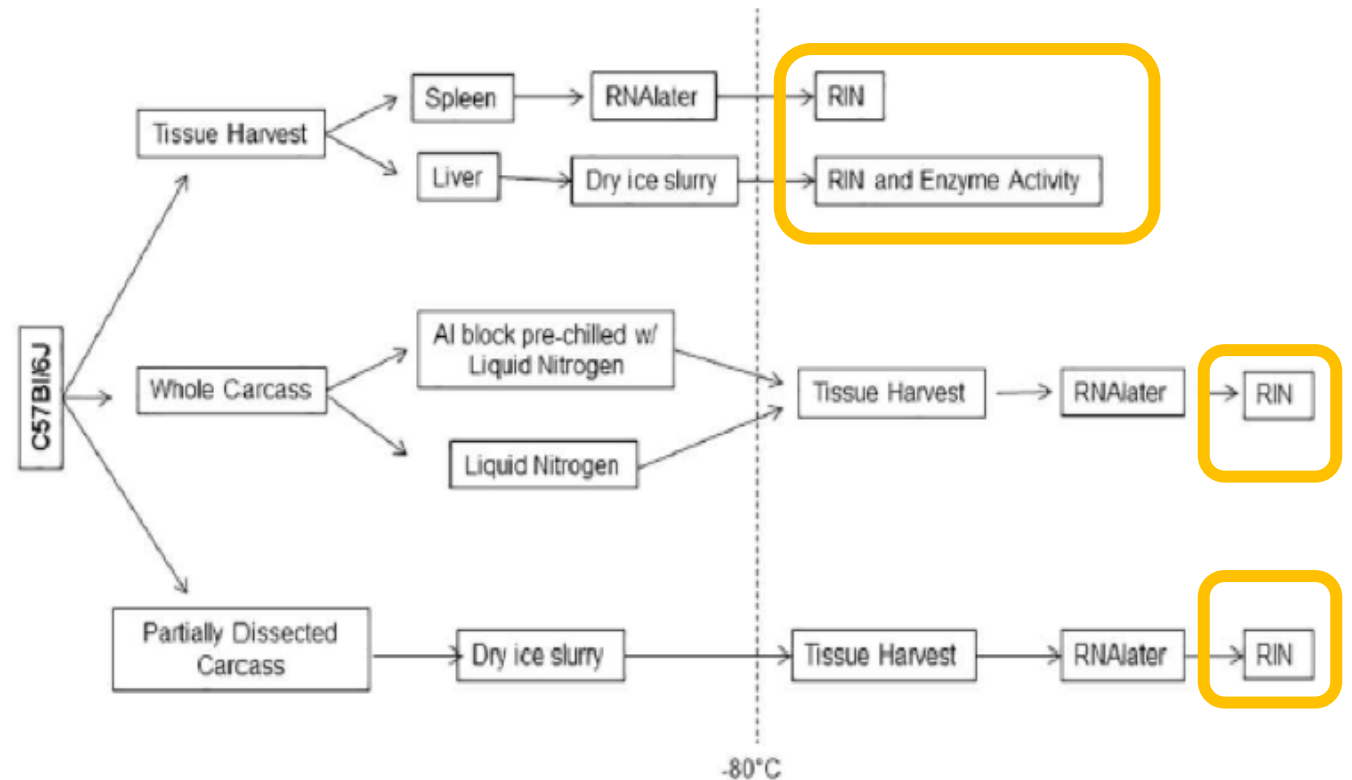 Spleen
RNAlater
RIN
Tissue Harvest
Liver
Dry ice slurry
RIN and Enzyme Activity
C57Bl/6J
Whole Carcass
Al block pre-chilled w/
Liquid Nitrogen
Liquid Nitrogen
Tissue Harvest
RNAlater
RIN
Partially Dissected
Carcass
Dry ice slurry
Tissue Harvest
RNAlater
RIN
-80°C